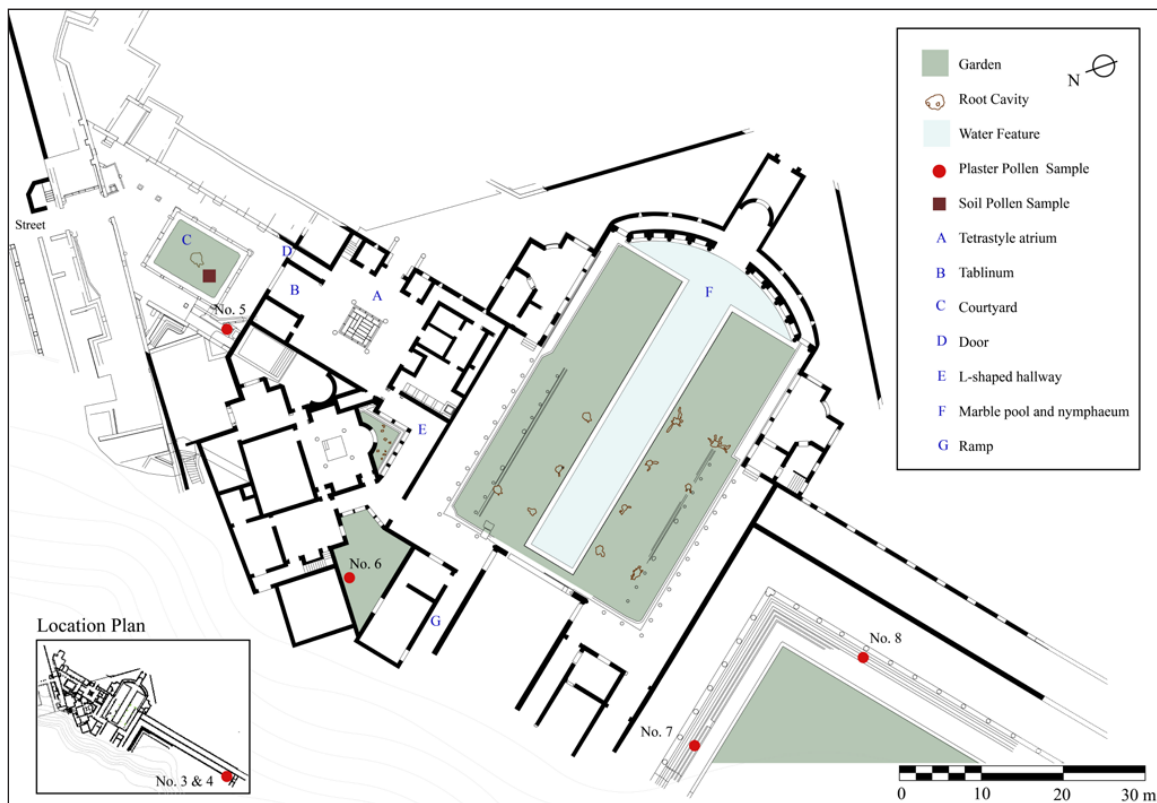 Garden
N
Root Cavity
Water Feature
Plaster Pollen  Sample
Soil Pollen Sample
A Tetrastyle atrium
B Tablinum
C Courtyard
D Door
E L-shaped hallway
F Marble pool and nymphaeum
G Ramp
Street
C
D
B
A
No. 5
F
E
No. 6
G
No. 8
No. 7
Location Plan
No. 3 & 4
0 10 20 30 m